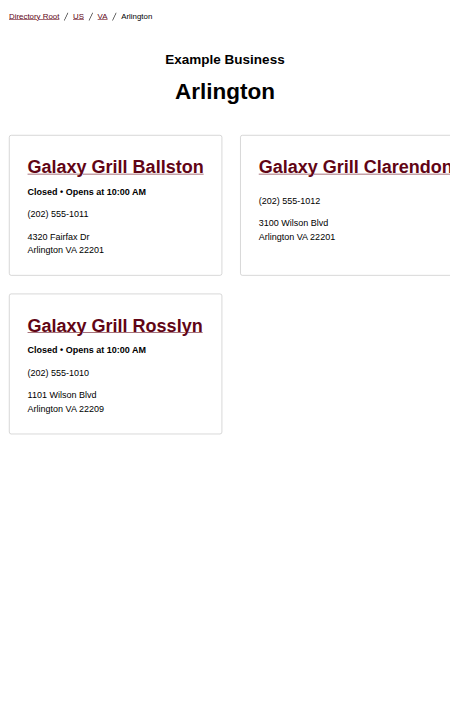 Directory Root / US / VA / Arlington
Example Business
Arlington
Galaxy Grill Ballston
Closed • Opens at 10:00 AM
(202) 555-1011
4320 Fairfax Dr
Arlington VA 22201
Galaxy Grill Clarendon
(202) 555-1012
3100 Wilson Blvd
Arlington VA 22201
Galaxy Grill Rosslyn
Closed • Opens at 10:00 AM
(202) 555-1010
1101 Wilson Blvd
Arlington VA 22209